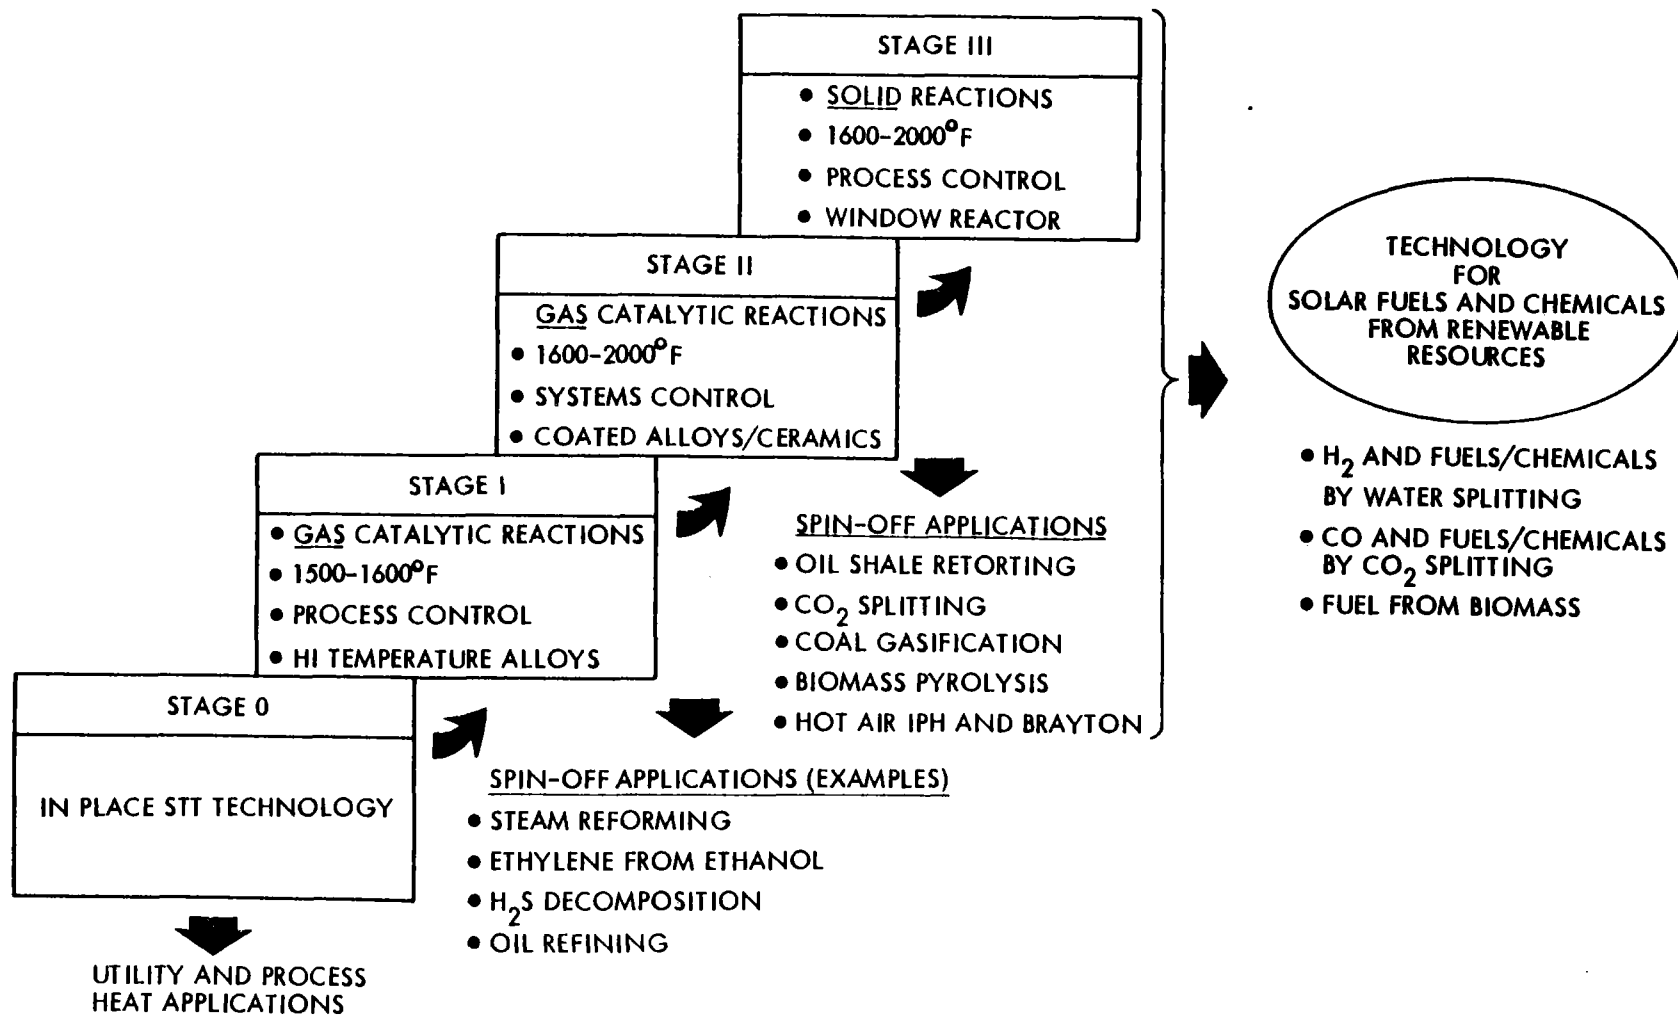 STAGE III
• SOLID REACTIONS
• 1600-2000°F
• PROCESS CONTROL
• WINDOW REACTOR
STAGE II
GAS CATALYTIC REACTIONS
• 1600-2000°F
• SYSTEMS CONTROL
• COATED ALLOYS/CERAMICS
STAGE I
• GAS CATALYTIC REACTIONS
• 1500-1600°F
• PROCESS CONTROL
• HI TEMPERATURE ALLOYS
STAGE 0
IN PLACE STT TECHNOLOGY
UTILITY AND PROCESS
HEAT APPLICATIONS
SPIN-OFF APPLICATIONS (EXAMPLES)
• STEAM REFORMING
• ETHYLENE FROM ETHANOL
• H₂S DECOMPOSITION
• OIL REFINING
SPIN-OFF APPLICATIONS
• OIL SHALE RETORTING
• CO₂ SPLITTING
• COAL GASIFICATION
• BIOMASS PYROLYSIS
• HOT AIR IPH AND BRAYTON
TECHNOLOGY
FOR
SOLAR FUELS AND CHEMICALS
FROM RENEWABLE
RESOURCES
• H₂ AND FUELS/CHEMICALS
BY WATER SPLITTING
• CO AND FUELS/CHEMICALS
BY CO₂ SPLITTING
• FUEL FROM BIOMASS